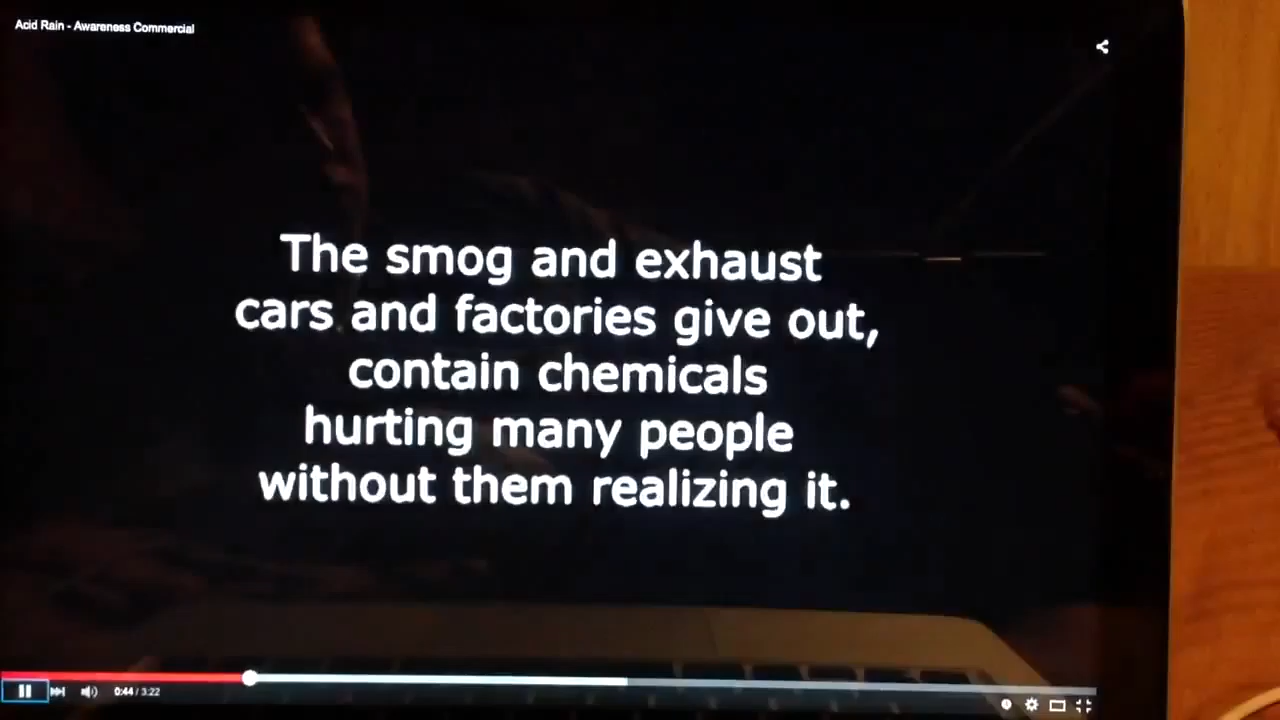 Acid Rain - Awareness Commercial
The smog and exhaust
cars and factories give out,
contain chemicals
hurting many people
without them realizing it.
0:44 / 3:22